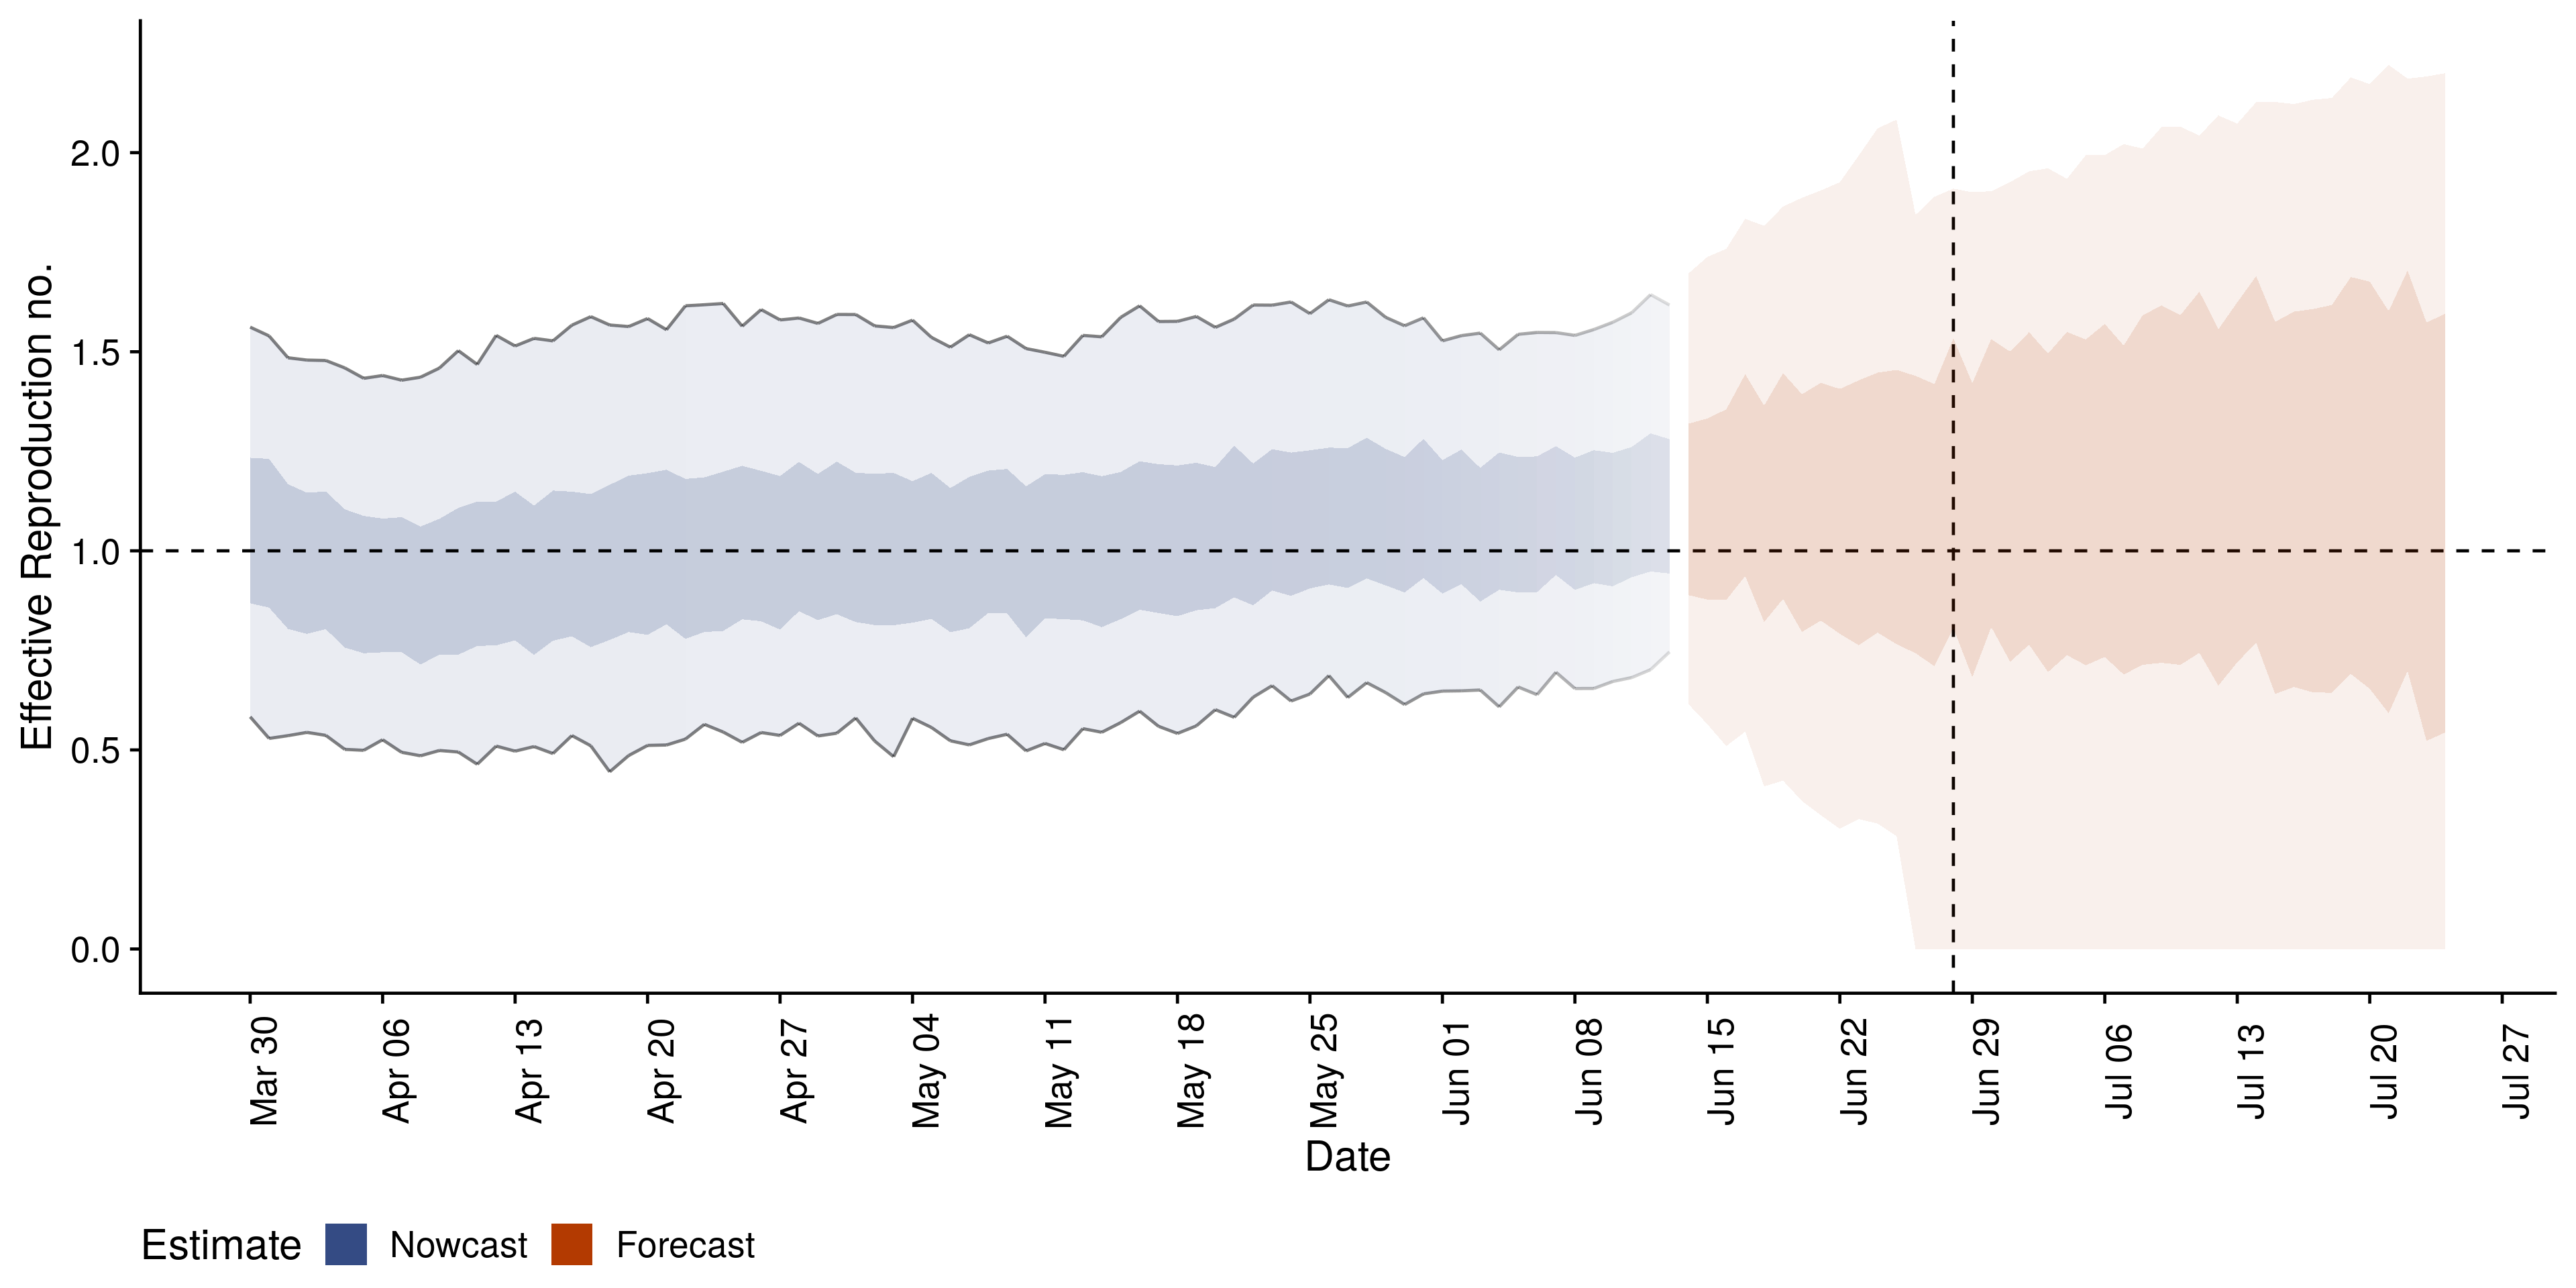 Effective Reproduction no.
2.0
1.5
1.0
0.5
0.0
Mar 30
Apr 06
Apr 13
Apr 20
Apr 27
May 04
May 11
May 18
May 25
Jun 01
Jun 08
Jun 15
Jun 22
Jun 29
Jul 06
Jul 13
Jul 20
Jul 27
Date
Estimate Nowcast Forecast